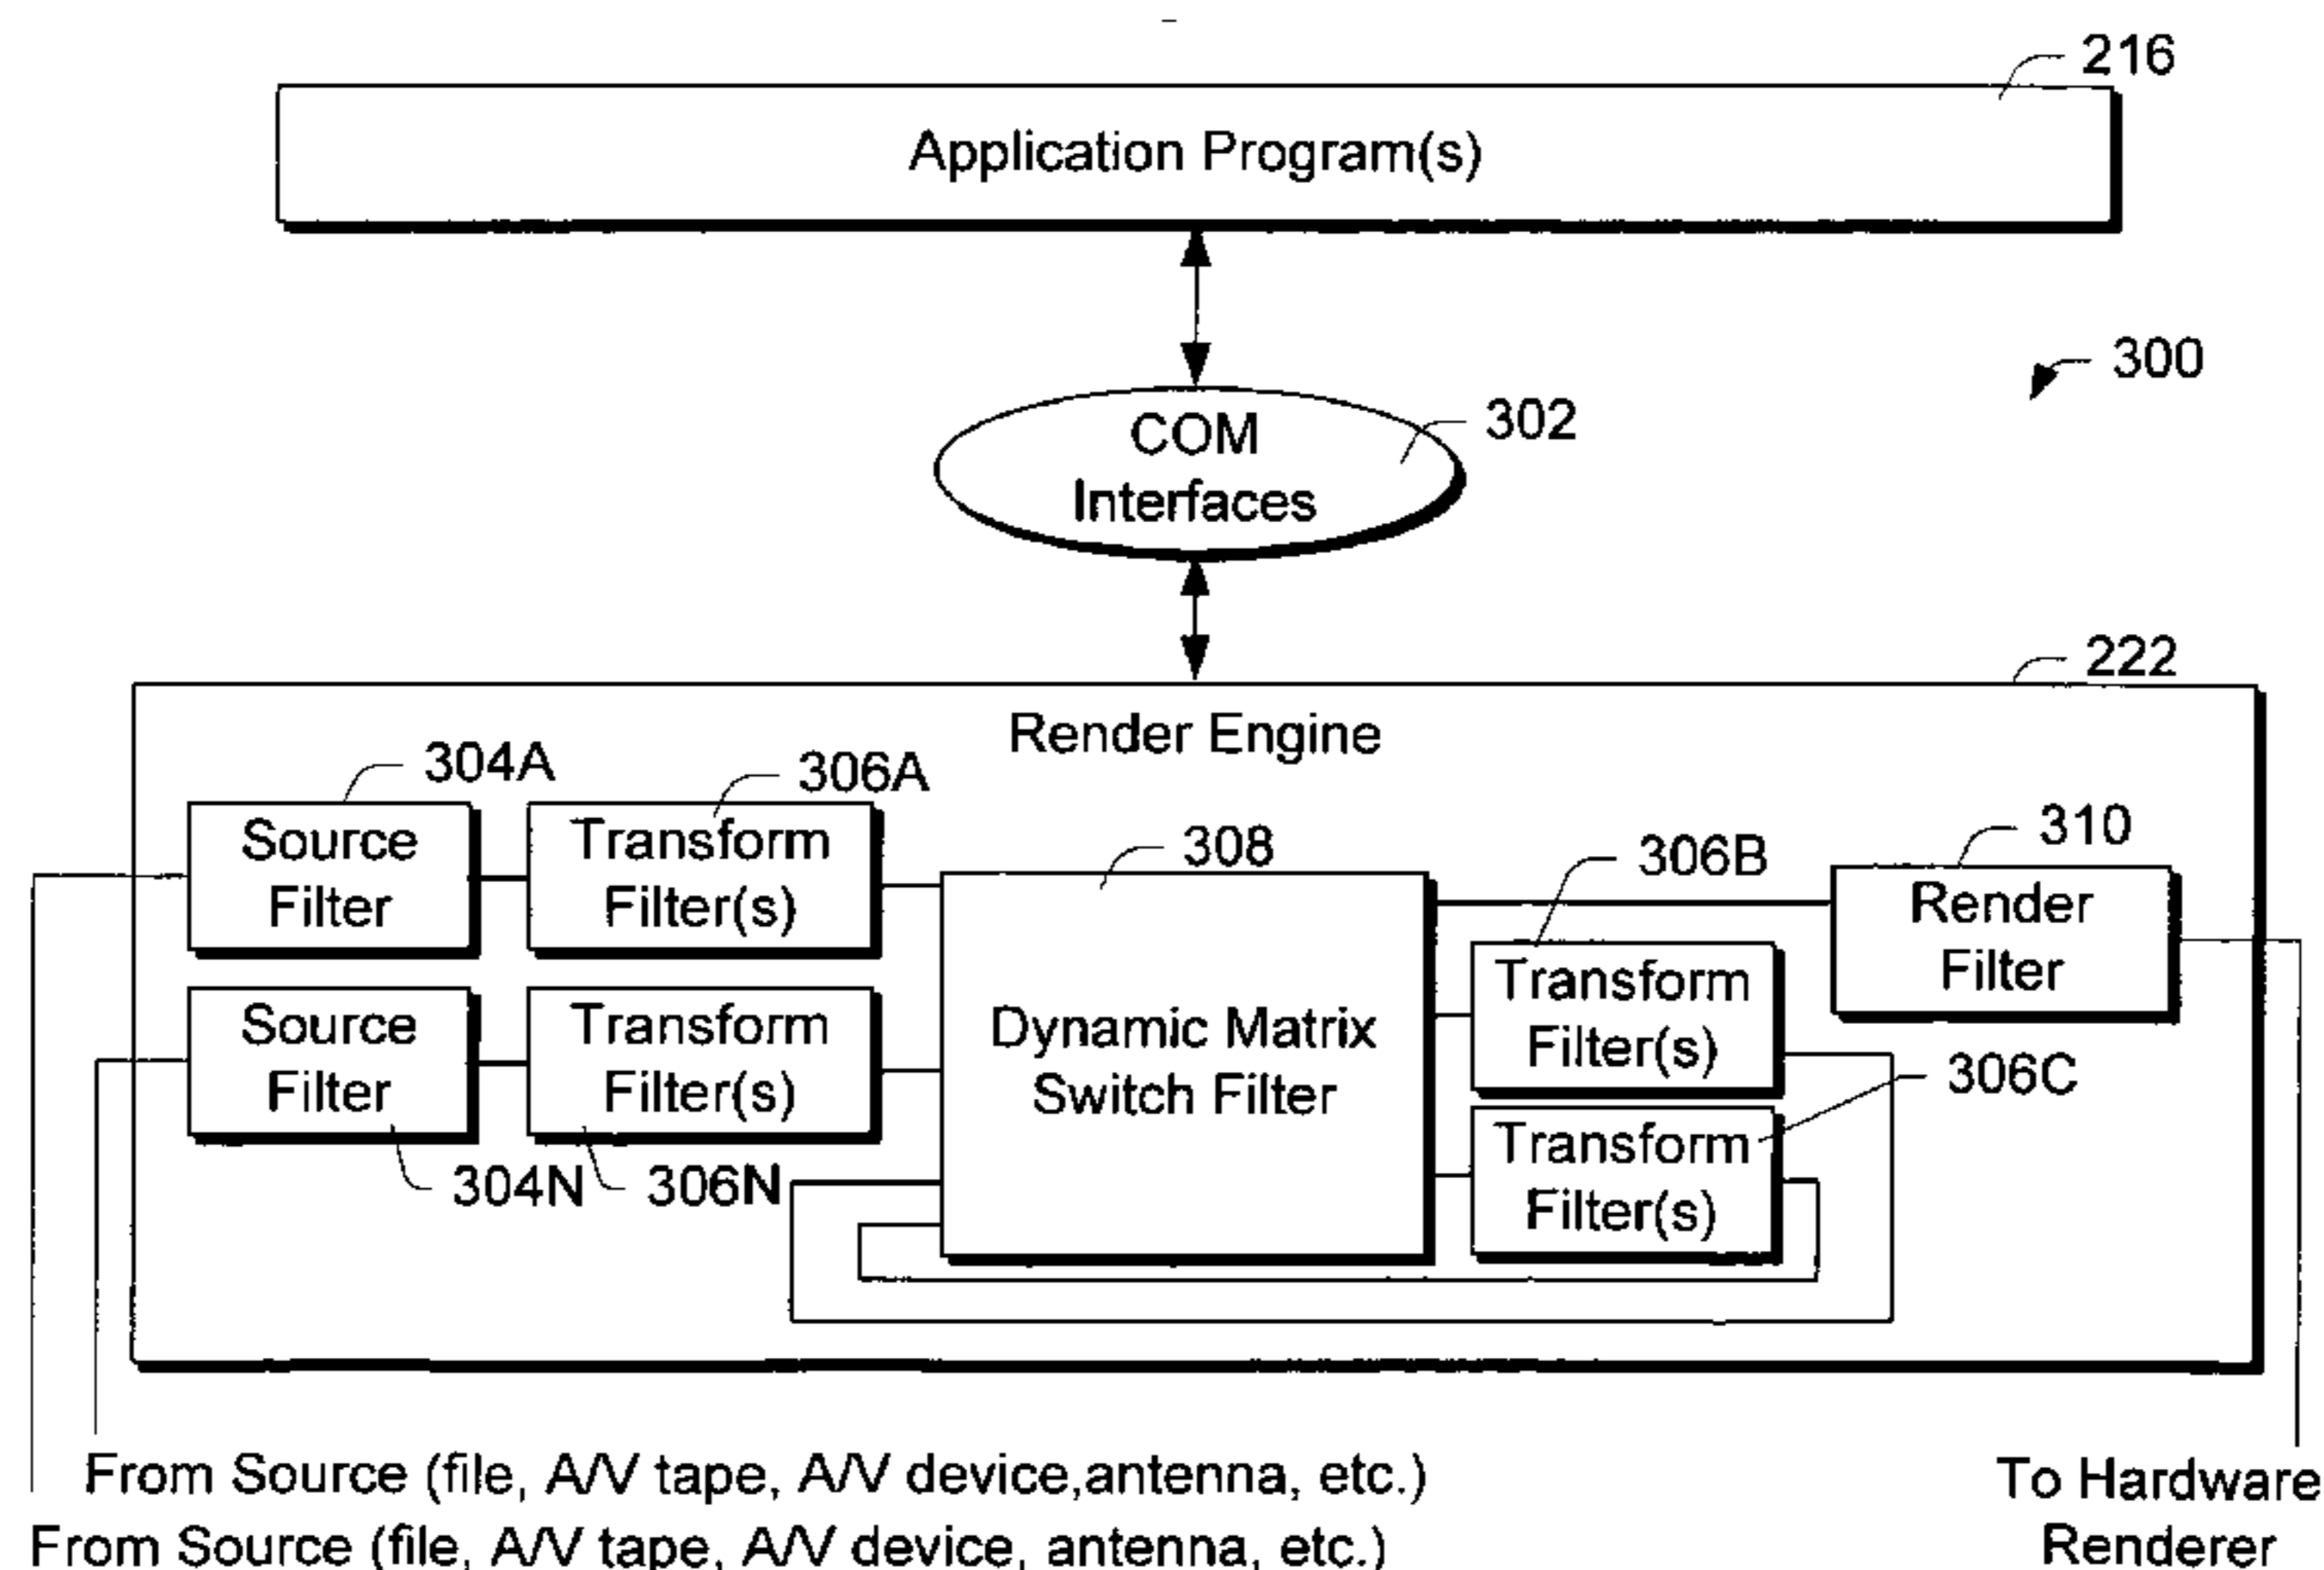 216
Application Program(s)
300
COM
Interfaces
302
222
Render Engine
304A
306A
Source
Filter
Transform
Filter(s)
308
306B
310
Render
Filter
Source
Filter
Transform
Filter(s)
Dynamic Matrix
Switch Filter
Transform
Filter(s)
306C
Transform
Filter(s)
304N
306N
From Source (file, A/V tape, A/V device,antenna, etc.)
From Source (file, A/V tape, A/V device, antenna, etc.)
To Hardware
Renderer